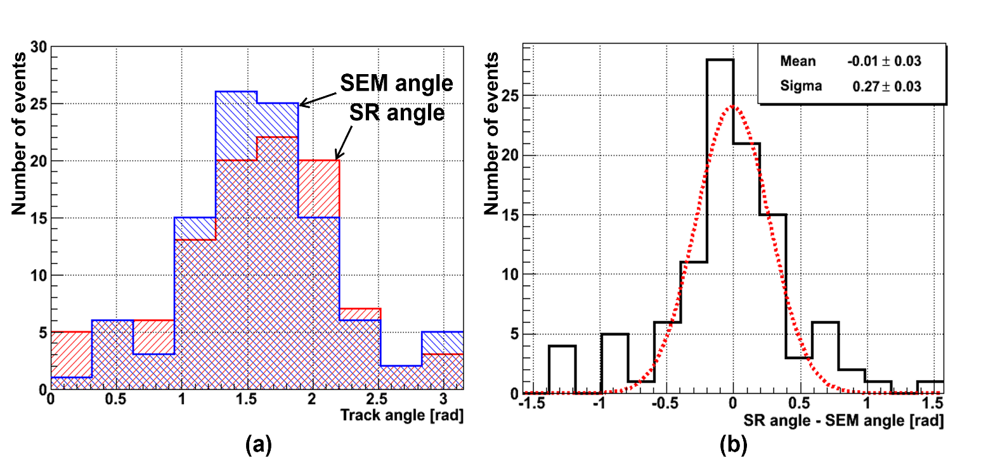 Number of events
30
25
20
15
10
5
0
SEM angle
SR angle
0 0.5 1 1.5 2 2.5 3
Track angle [rad]
(a)
Number of events
25
20
15
10
5
0
Mean -0.01 ± 0.03
Sigma 0.27 ± 0.03
-1.5 -1 -0.5 0 0.5 1 1.5
SR angle - SEM angle [rad]
(b)